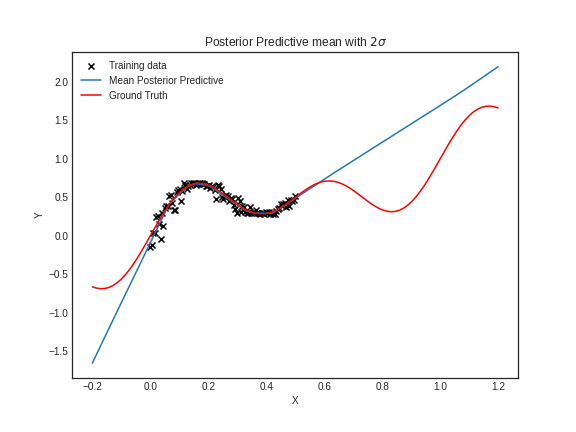 Posterior Predictive mean with 2σ
Training data
Mean Posterior Predictive
Ground Truth
2.0
1.5
1.0
0.5
0.0
−0.5
−1.0
−1.5
Y
−0.2 0.0 0.2 0.4 0.6 0.8 1.0 1.2
X